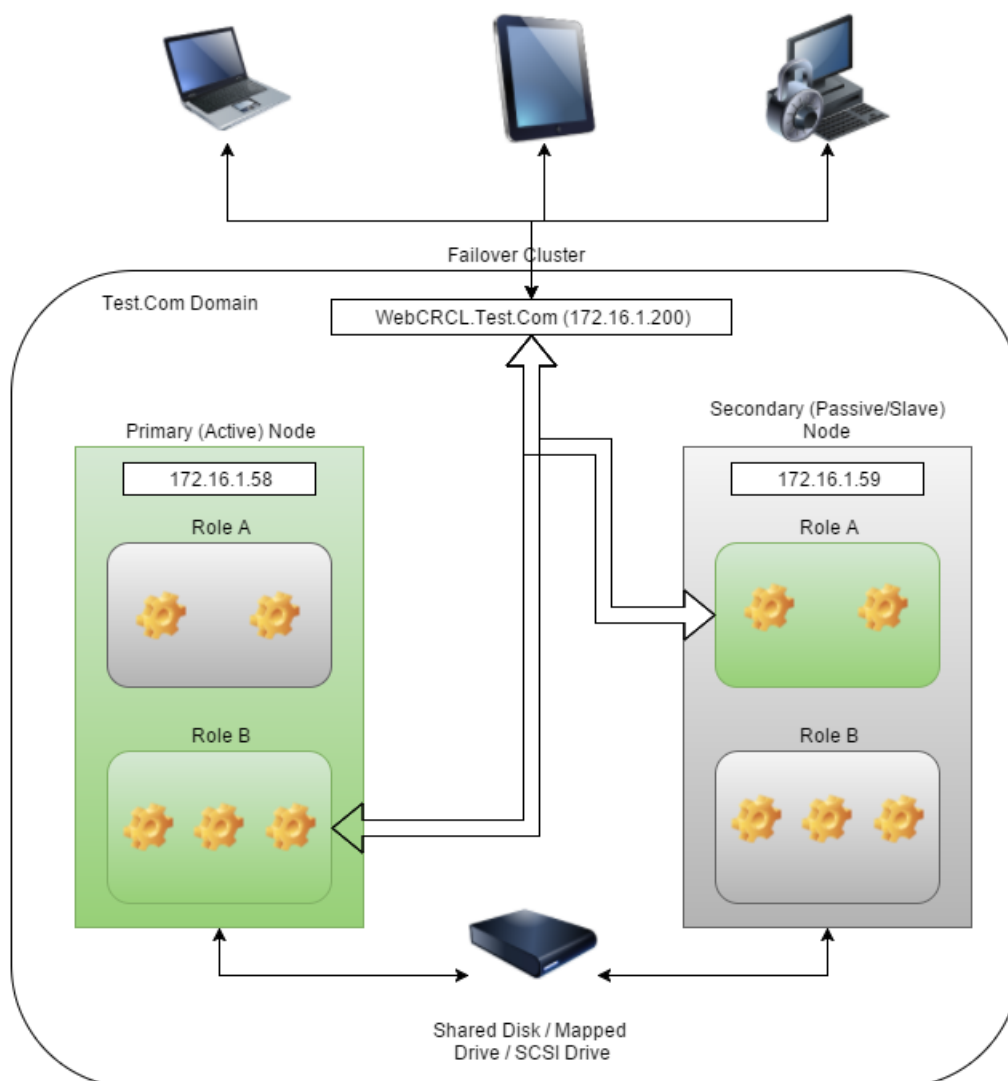 Failover Cluster
Test.Com Domain
WebCRCL.Test.Com (172.16.1.200)
Primary (Active) Node
172.16.1.58
Role A
Role B
Secondary (Passive/Slave)
Node
172.16.1.59
Role A
Role B
Shared Disk / Mapped
Drive / SCSI Drive